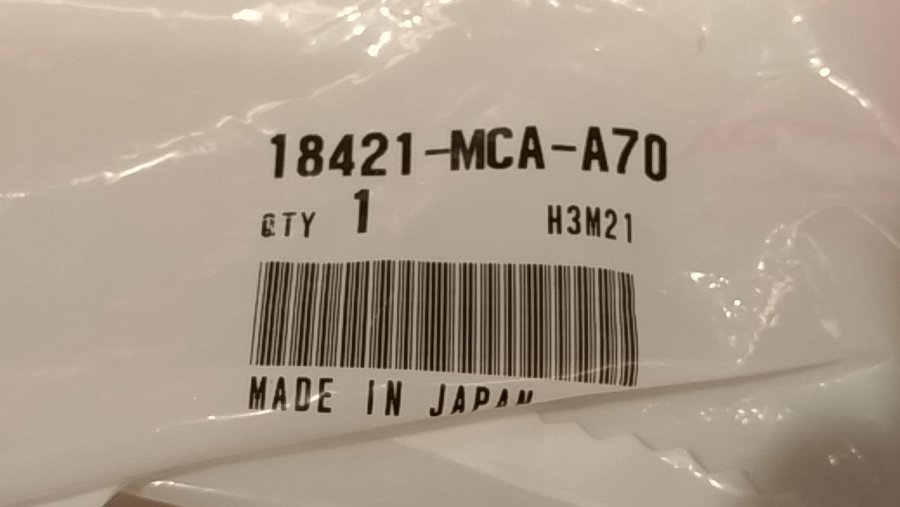 18421-MCA-A70
QTY 1 H3M21
MADE IN JAPAN